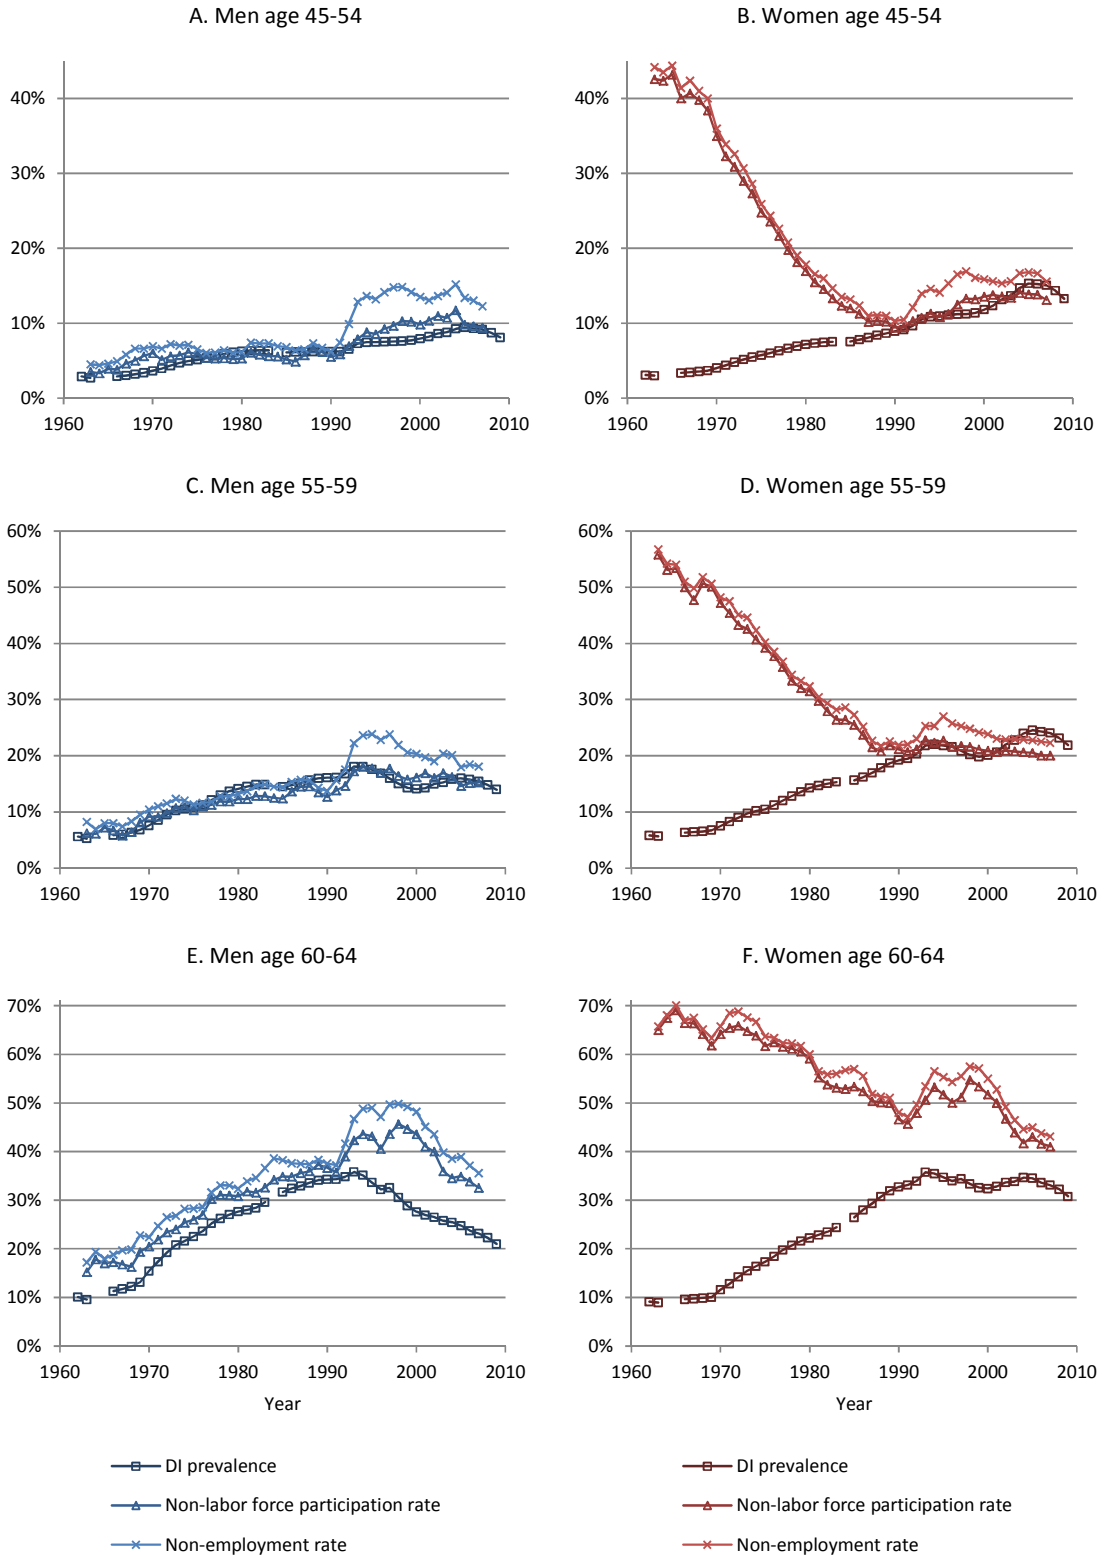 A. Men age 45-54
B. Women age 45-54
40%
30%
20%
10%
0%
1960 1970 1980 1990 2000 2010
40%
30%
20%
10%
0%
1960 1970 1980 1990 2000 2010
C. Men age 55-59
D. Women age 55-59
60%
50%
40%
30%
20%
10%
0%
1960 1970 1980 1990 2000 2010
60%
50%
40%
30%
20%
10%
0%
1960 1970 1980 1990 2000 2010
E. Men age 60-64
F. Women age 60-64
70%
60%
50%
40%
30%
20%
10%
0%
1960 1970 1980 1990 2000 2010
Year
70%
60%
50%
40%
30%
20%
10%
0%
1960 1970 1980 1990 2000 2010
Year
DI prevalence
Non-labor force participation rate
Non-employment rate
DI prevalence
Non-labor force participation rate
Non-employment rate